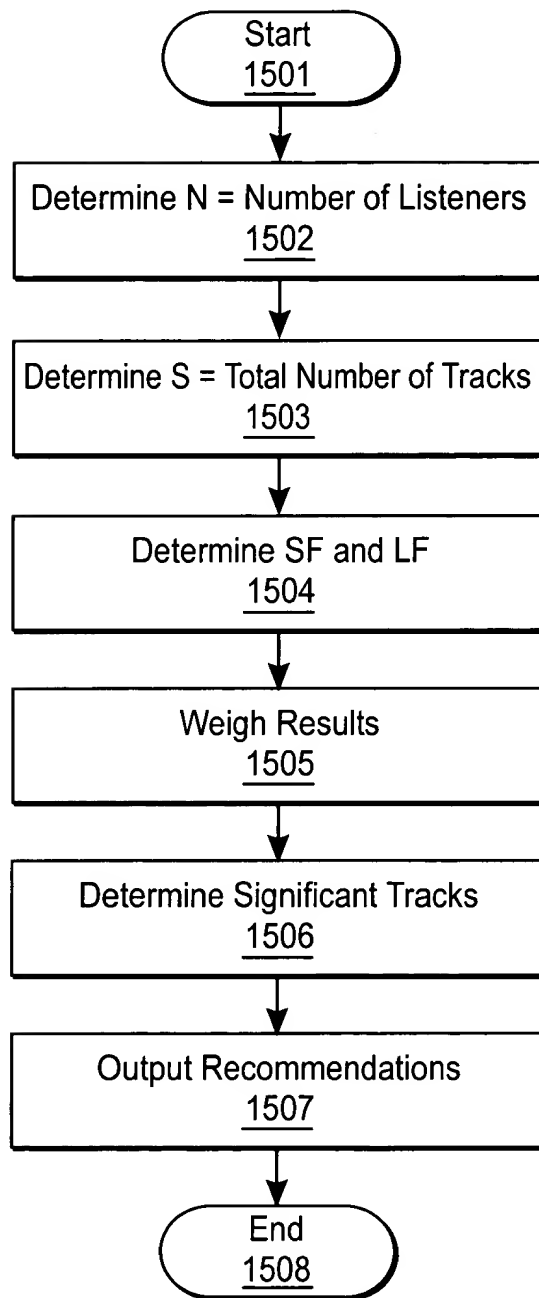 Start
1501
Determine N = Number of Listeners
1502
Determine S = Total Number of Tracks
1503
Determine SF and LF
1504
Weigh Results
1505
Determine Significant Tracks
1506
Output Recommendations
1507
End
1508